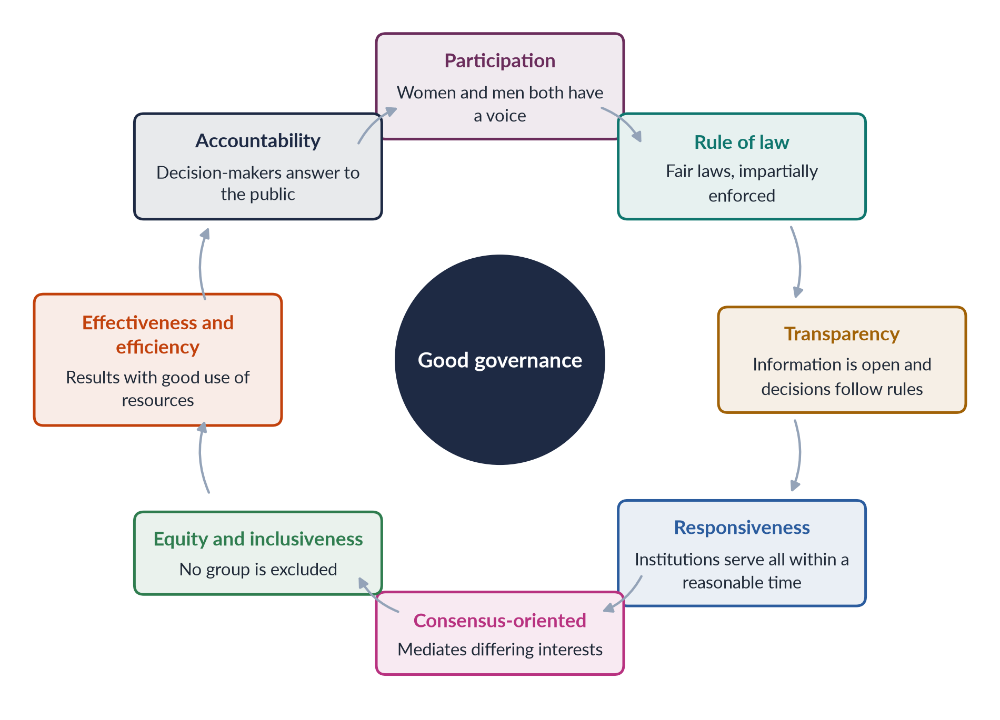 Participation
Women and men both have
a voice
Rule of law
Fair laws, impartially
enforced
Transparency
Information is open and
decisions follow rules
Responsiveness
Institutions serve all within a
reasonable time
Consensus-oriented
Mediates differing interests
Equity and inclusiveness
No group is excluded
Effectiveness and
efficiency
Results with good use of
resources
Accountability
Decision-makers answer to
the public
Good governance